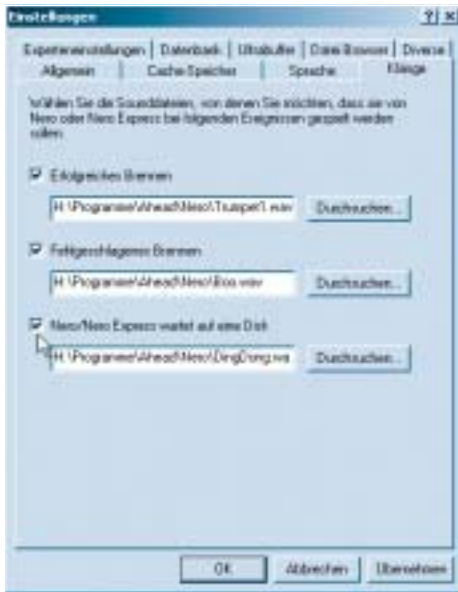 Einstellungen
Experteneinstellungen Datenbank Ultrabuffer Datei Browser Diverse
Allgemein Cache-Speicher Sprache Klänge
Wählen Sie die Sounddateien, von denen Sie möchten, dass sie von
Nero oder Nero Express bei folgenden Ereignissen gespielt werden
sollen.
Erfolgreiches Brennen
H:\Programme\Ahead\Nero\Trumpet1.wav Durchsuchen...
Fehlgeschlagenes Brennen
H:\Programme\Ahead\Nero\Boo.wav Durchsuchen...
Nero/Nero Express wartet auf eine Disk
H:\Programme\Ahead\Nero\DingDong.wa Durchsuchen...
OK Abbrechen Übernehmen